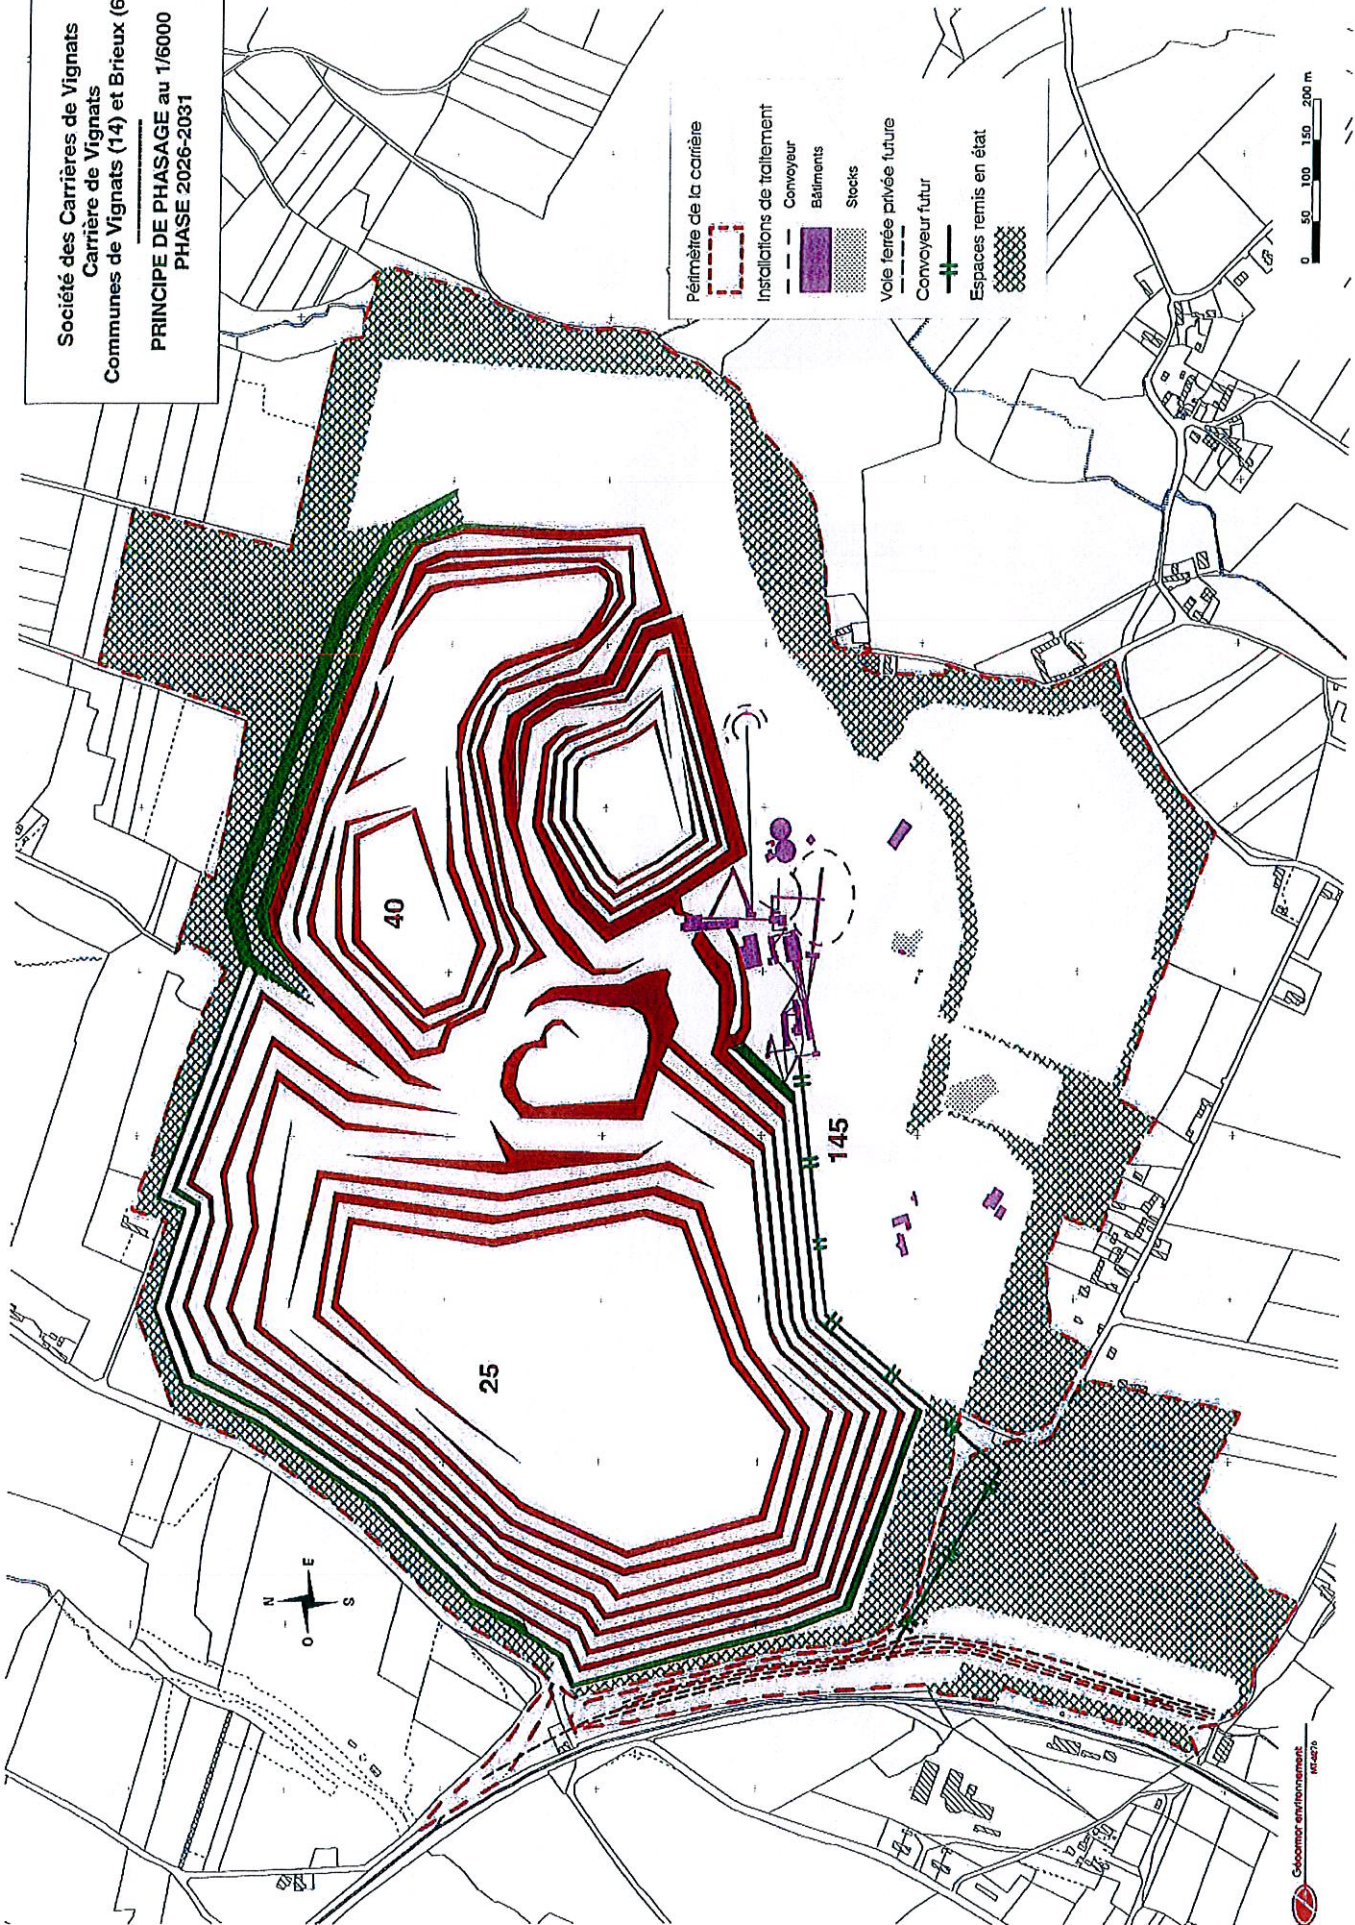 Société des Carrières de Vignats
Carrière de Vignats
Communes de Vignats (14) et Brieux (6
PRINCIPE DE PHASAGE au 1/6000
PHASE 2026-2031
Périmètre de la carrière
Installations de traitement
Convoyeur
Bâtiments
Stocks
Voie ferrée privée future
Convoyeur futur
Espaces remis en état
0 50 100 150 200 m
40
25
145
N
O E
S
Géoarmor environnement